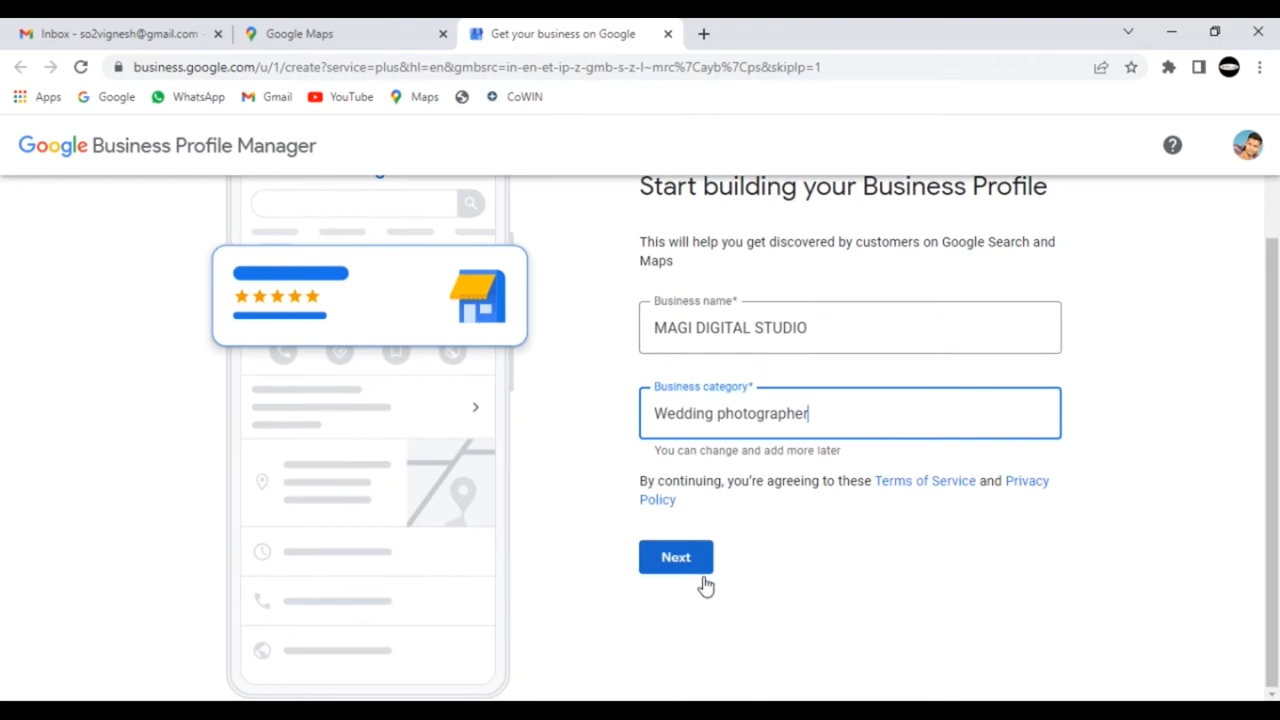 Inbox - so2vignesh@gmail.com
Google Maps
Get your business on Google
business.google.com/u/1/create?service=plus&hl=en&gmbsrc=in-en-et-ip-z-gmb-s-z-l~mrc%7Cayb%7Cps&skiplp=1
Apps
Google
WhatsApp
Gmail
YouTube
Maps
CoWIN
Google Business Profile Manager
Start building your Business Profile
This will help you get discovered by customers on Google Search and
Maps
Business name*
MAGI DIGITAL STUDIO
Business category*
Wedding photographer
You can change and add more later
By continuing, you're agreeing to these Terms of Service and Privacy
Policy
Next